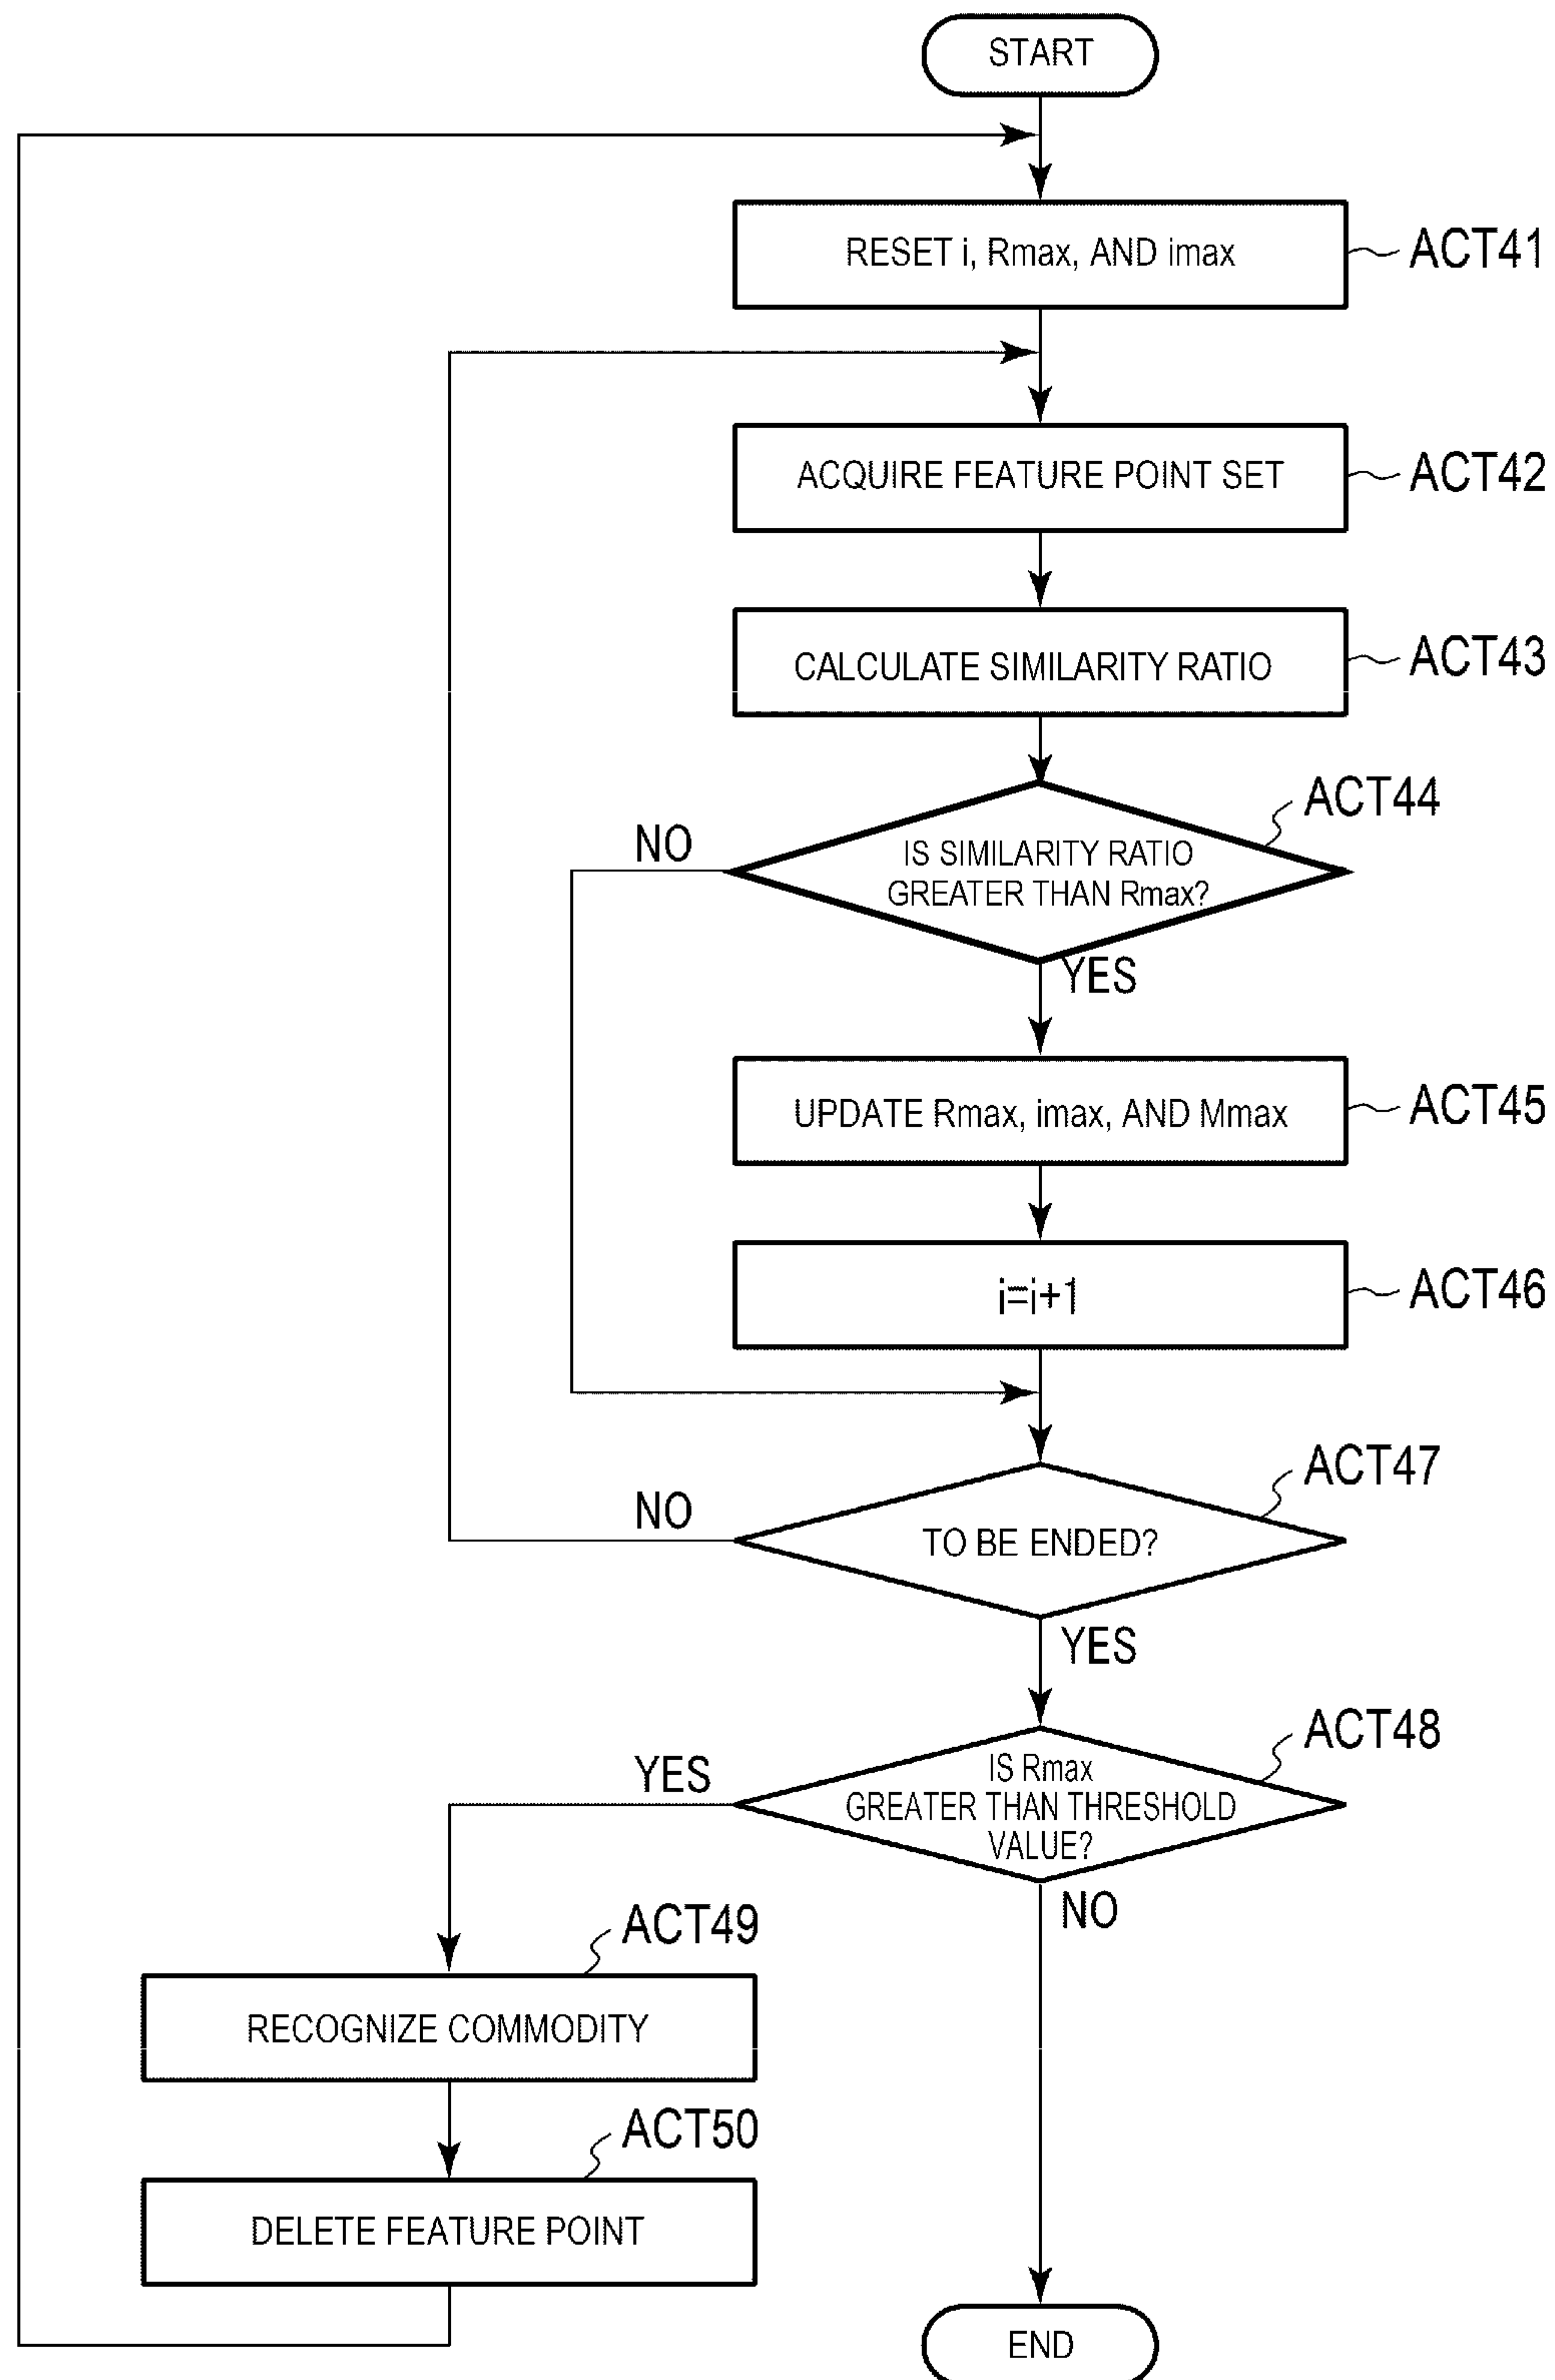 START
RESET i, Rmax, AND imax
ACT41
ACQUIRE FEATURE POINT SET
ACT42
CALCULATE SIMILARITY RATIO
ACT43
ACT44
NO
IS SIMILARITY RATIO
GREATER THAN Rmax?
YES
UPDATE Rmax, imax, AND Mmax
ACT45
i=i+1
ACT46
ACT47
NO
TO BE ENDED?
YES
ACT48
YES
IS Rmax
GREATER THAN THRESHOLD
VALUE?
NO
ACT49
RECOGNIZE COMMODITY
ACT50
DELETE FEATURE POINT
END